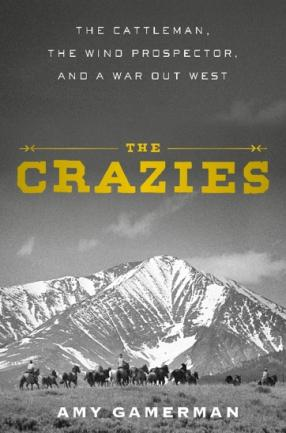 THE CATTLEMAN,
THE WIND PROSPECTOR,
AND A WAR OUT WEST
THE
CRAZIES
AMY GAMERMAN